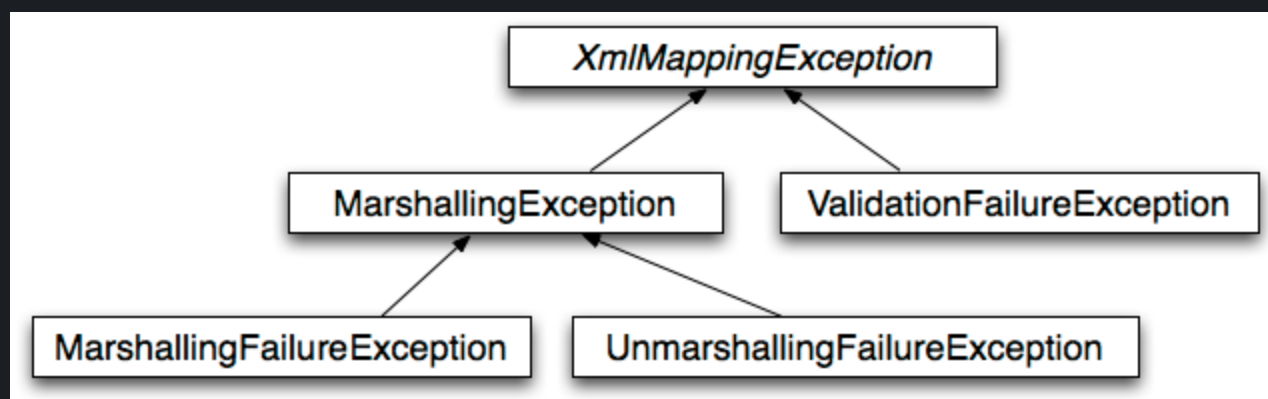 XmlMappingException
MarshallingException
ValidationFailureException
MarshallingFailureException
UnmarshallingFailureException